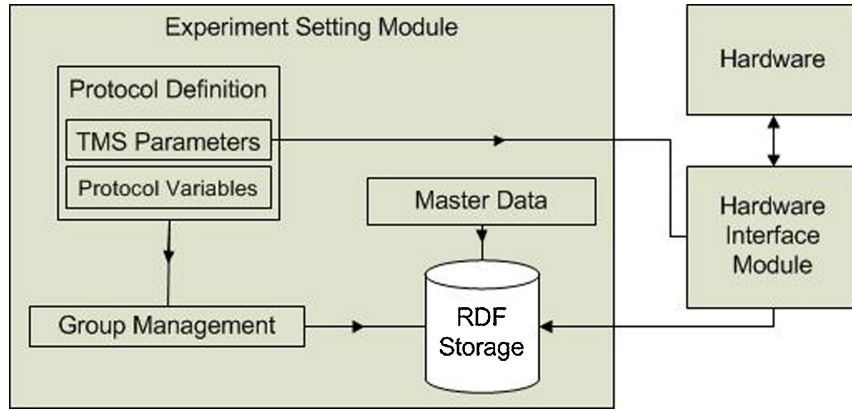 Experiment Setting Module
Protocol Definition
TMS Parameters
Protocol Variables
Master Data
Group Management
RDF
Storage
Hardware
Hardware
Interface
Module